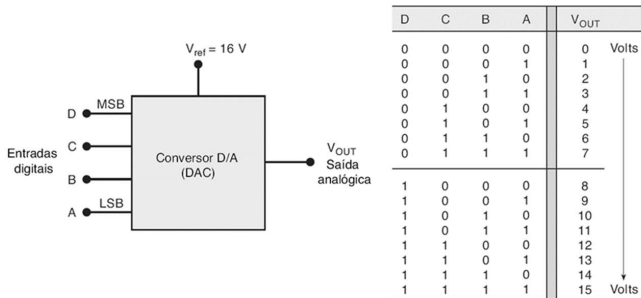 V_ref = 16 V
D MSB
C
B
A LSB
Entradas digitais
Conversor D/A
(DAC)
V_OUT
Saída
analógica
D C B A V_OUT
0 0 0 0 0 Volts
0 0 0 1 1
0 0 1 0 2
0 0 1 1 3
0 1 0 0 4
0 1 0 1 5
0 1 1 0 6
0 1 1 1 7
1 0 0 0 8
1 0 0 1 9
1 0 1 0 10
1 0 1 1 11
1 1 0 0 12
1 1 0 1 13
1 1 1 0 14
1 1 1 1 15 Volts